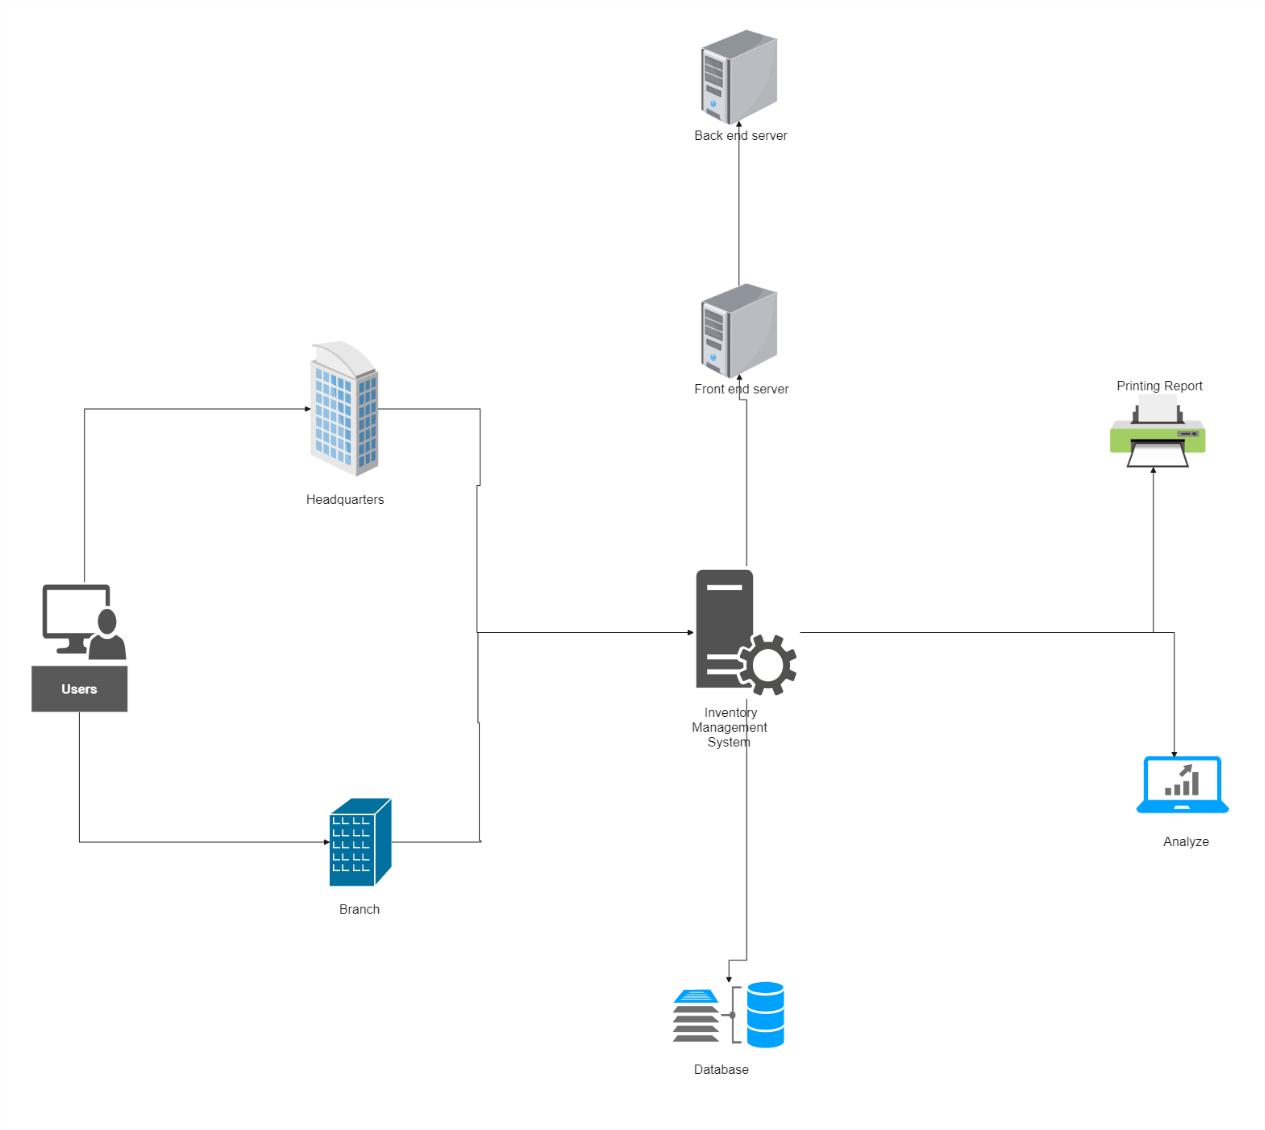 Back end server
Front end server
Printing Report
Headquarters
Users
Inventory
Management
System
Analyze
Branch
Database